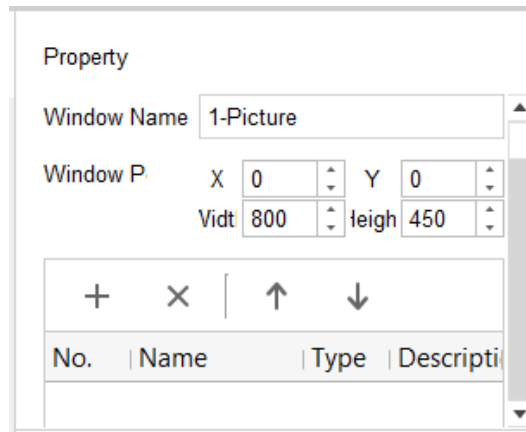 Property
Window Name 1-Picture
Window P
X 0 Y 0
Vidt 800 Heigh 450
No. Name Type Descripti